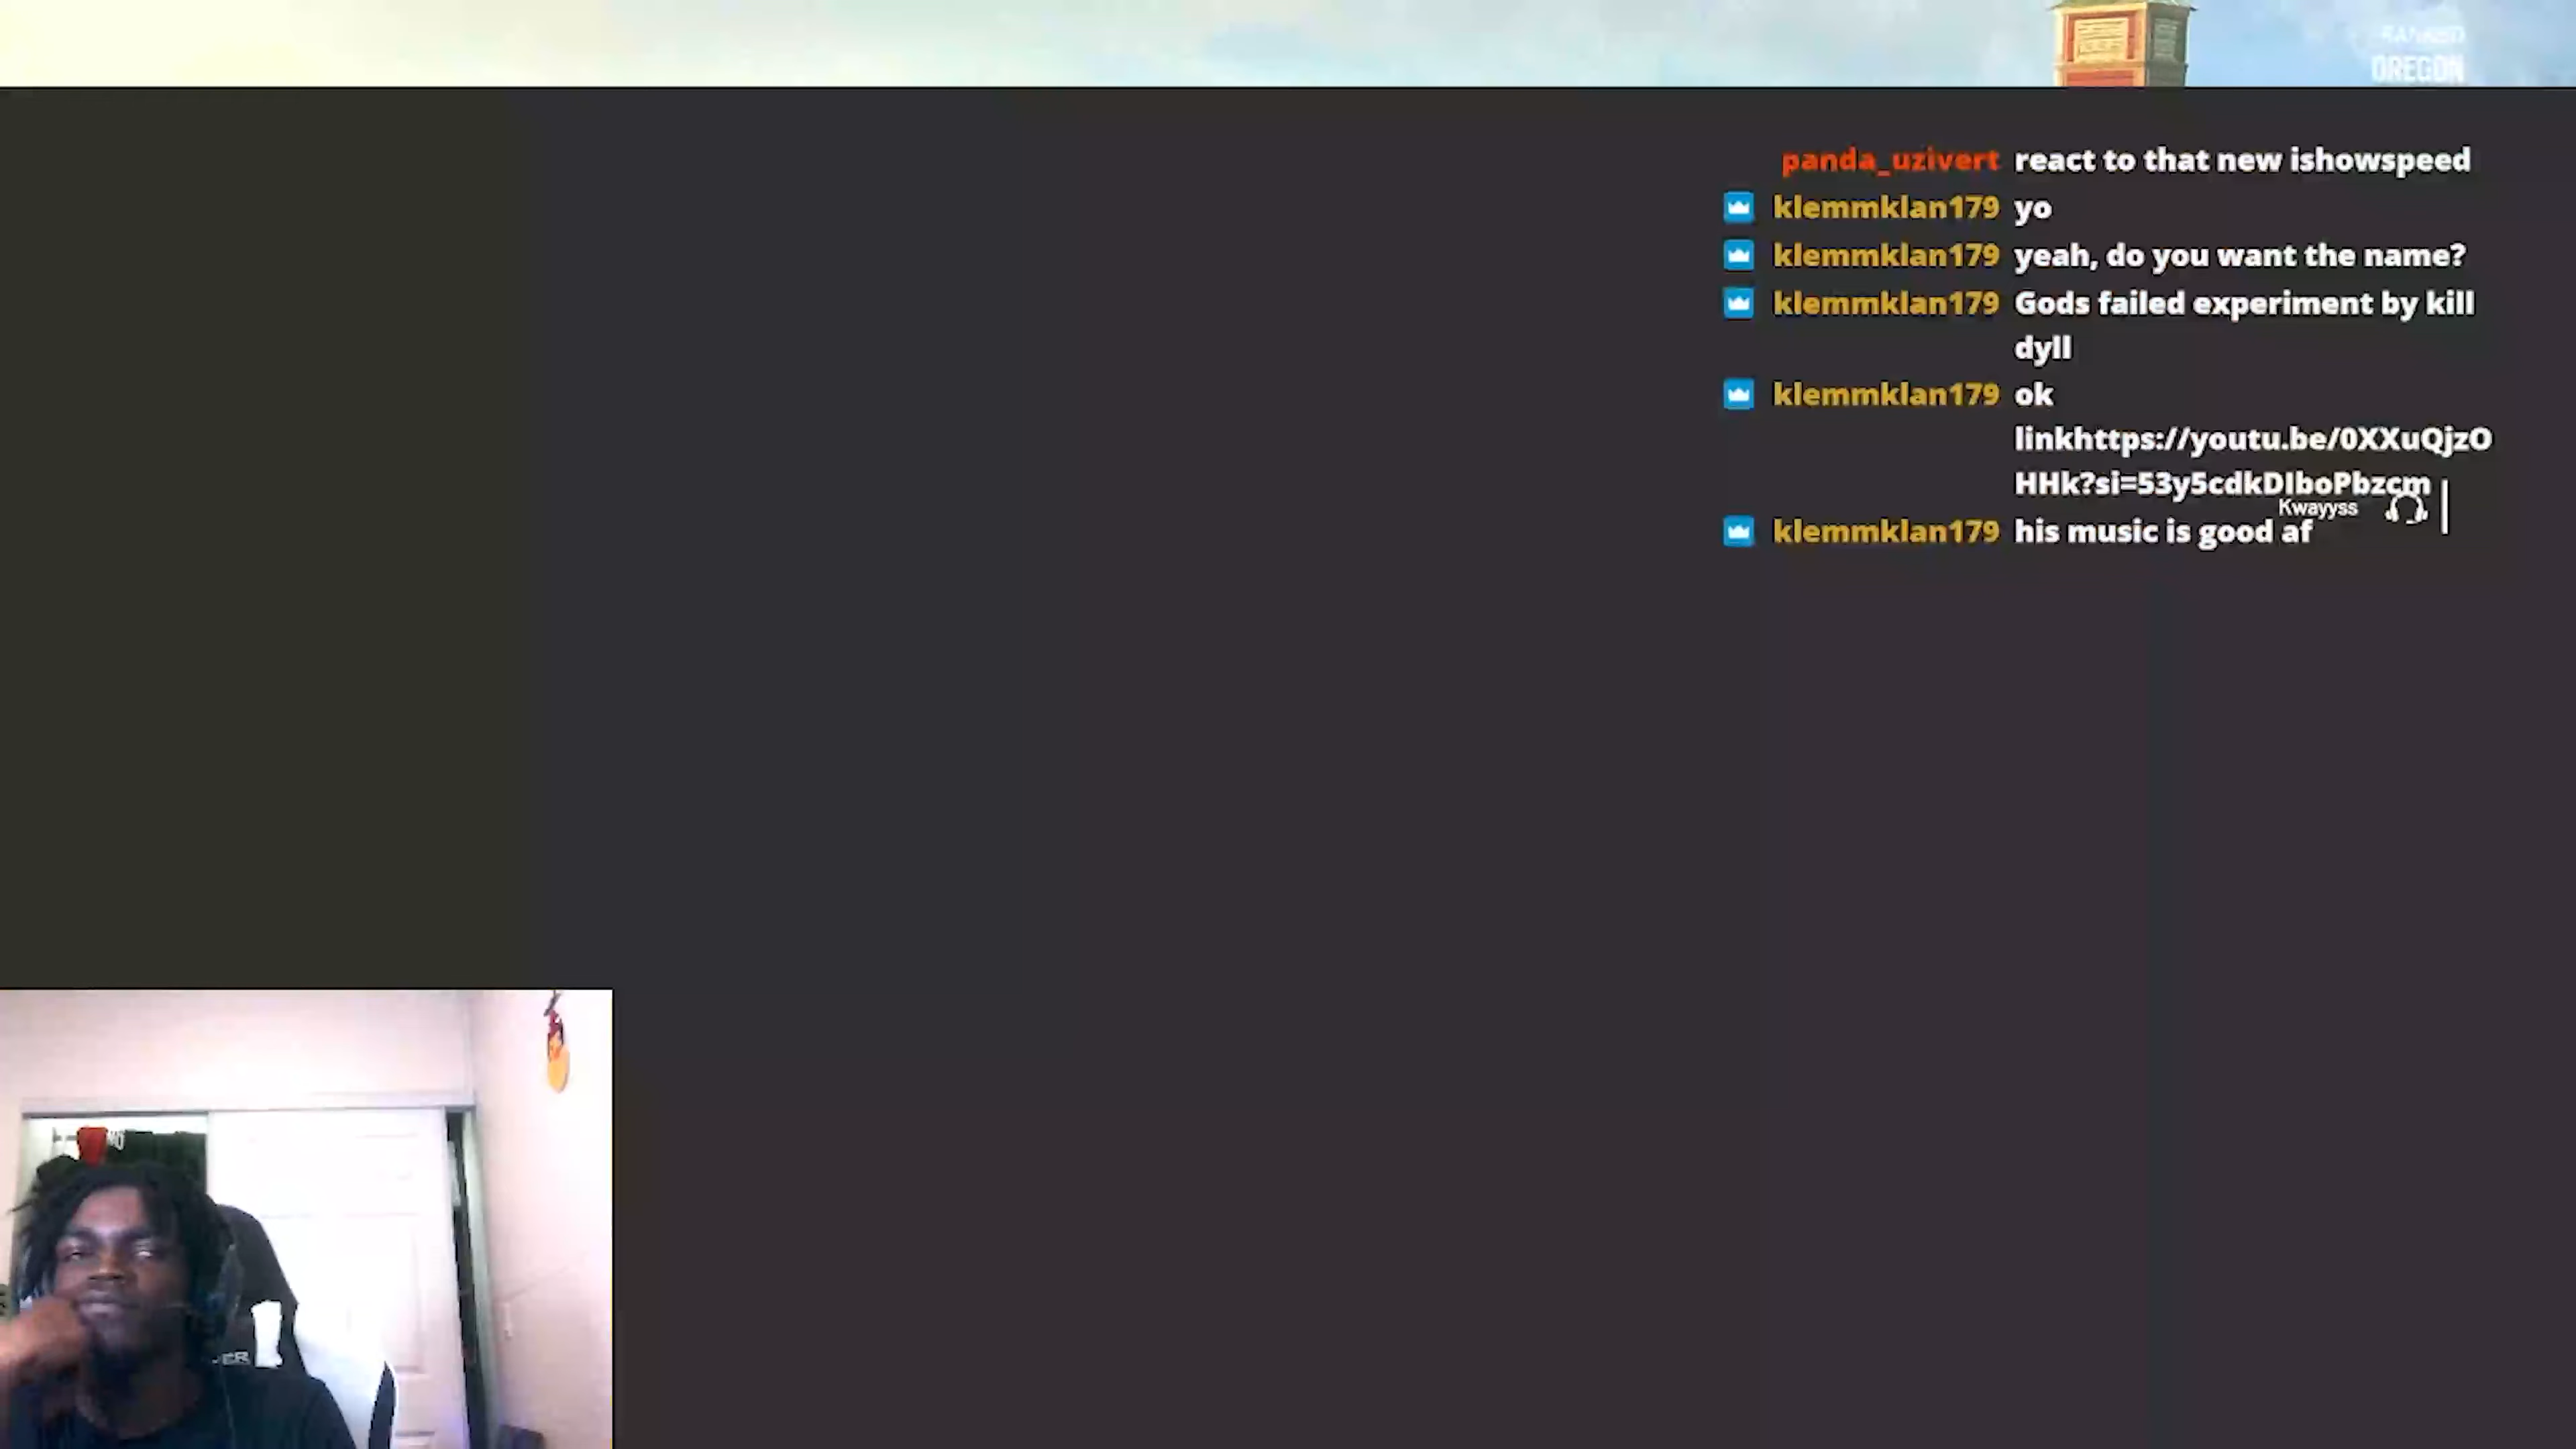 RANKED
OREGON
panda_uzivert react to that new ishowspeed
klemmklan179 yo
klemmklan179 yeah, do you want the name?
klemmklan179 Gods failed experiment by kill
dyll
klemmklan179 ok
linkhttps://youtu.be/0XXuQjzO
HHk?si=53y5cdkDIboPbzcm
Kwayyss
klemmklan179 his music is good af